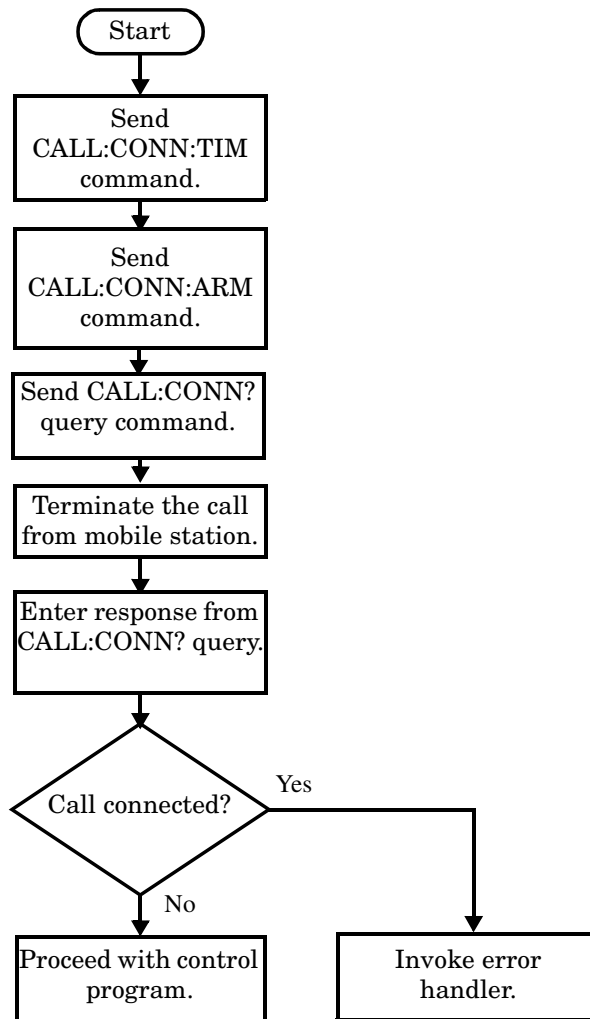 Start
Send
CALL:CONN:TIM
command.
Send
CALL:CONN:ARM
command.
Send CALL:CONN?
query command.
Terminate the call
from mobile station.
Enter response from
CALL:CONN? query.
Call connected?
Yes
No
Proceed with control
program.
Invoke error
handler.